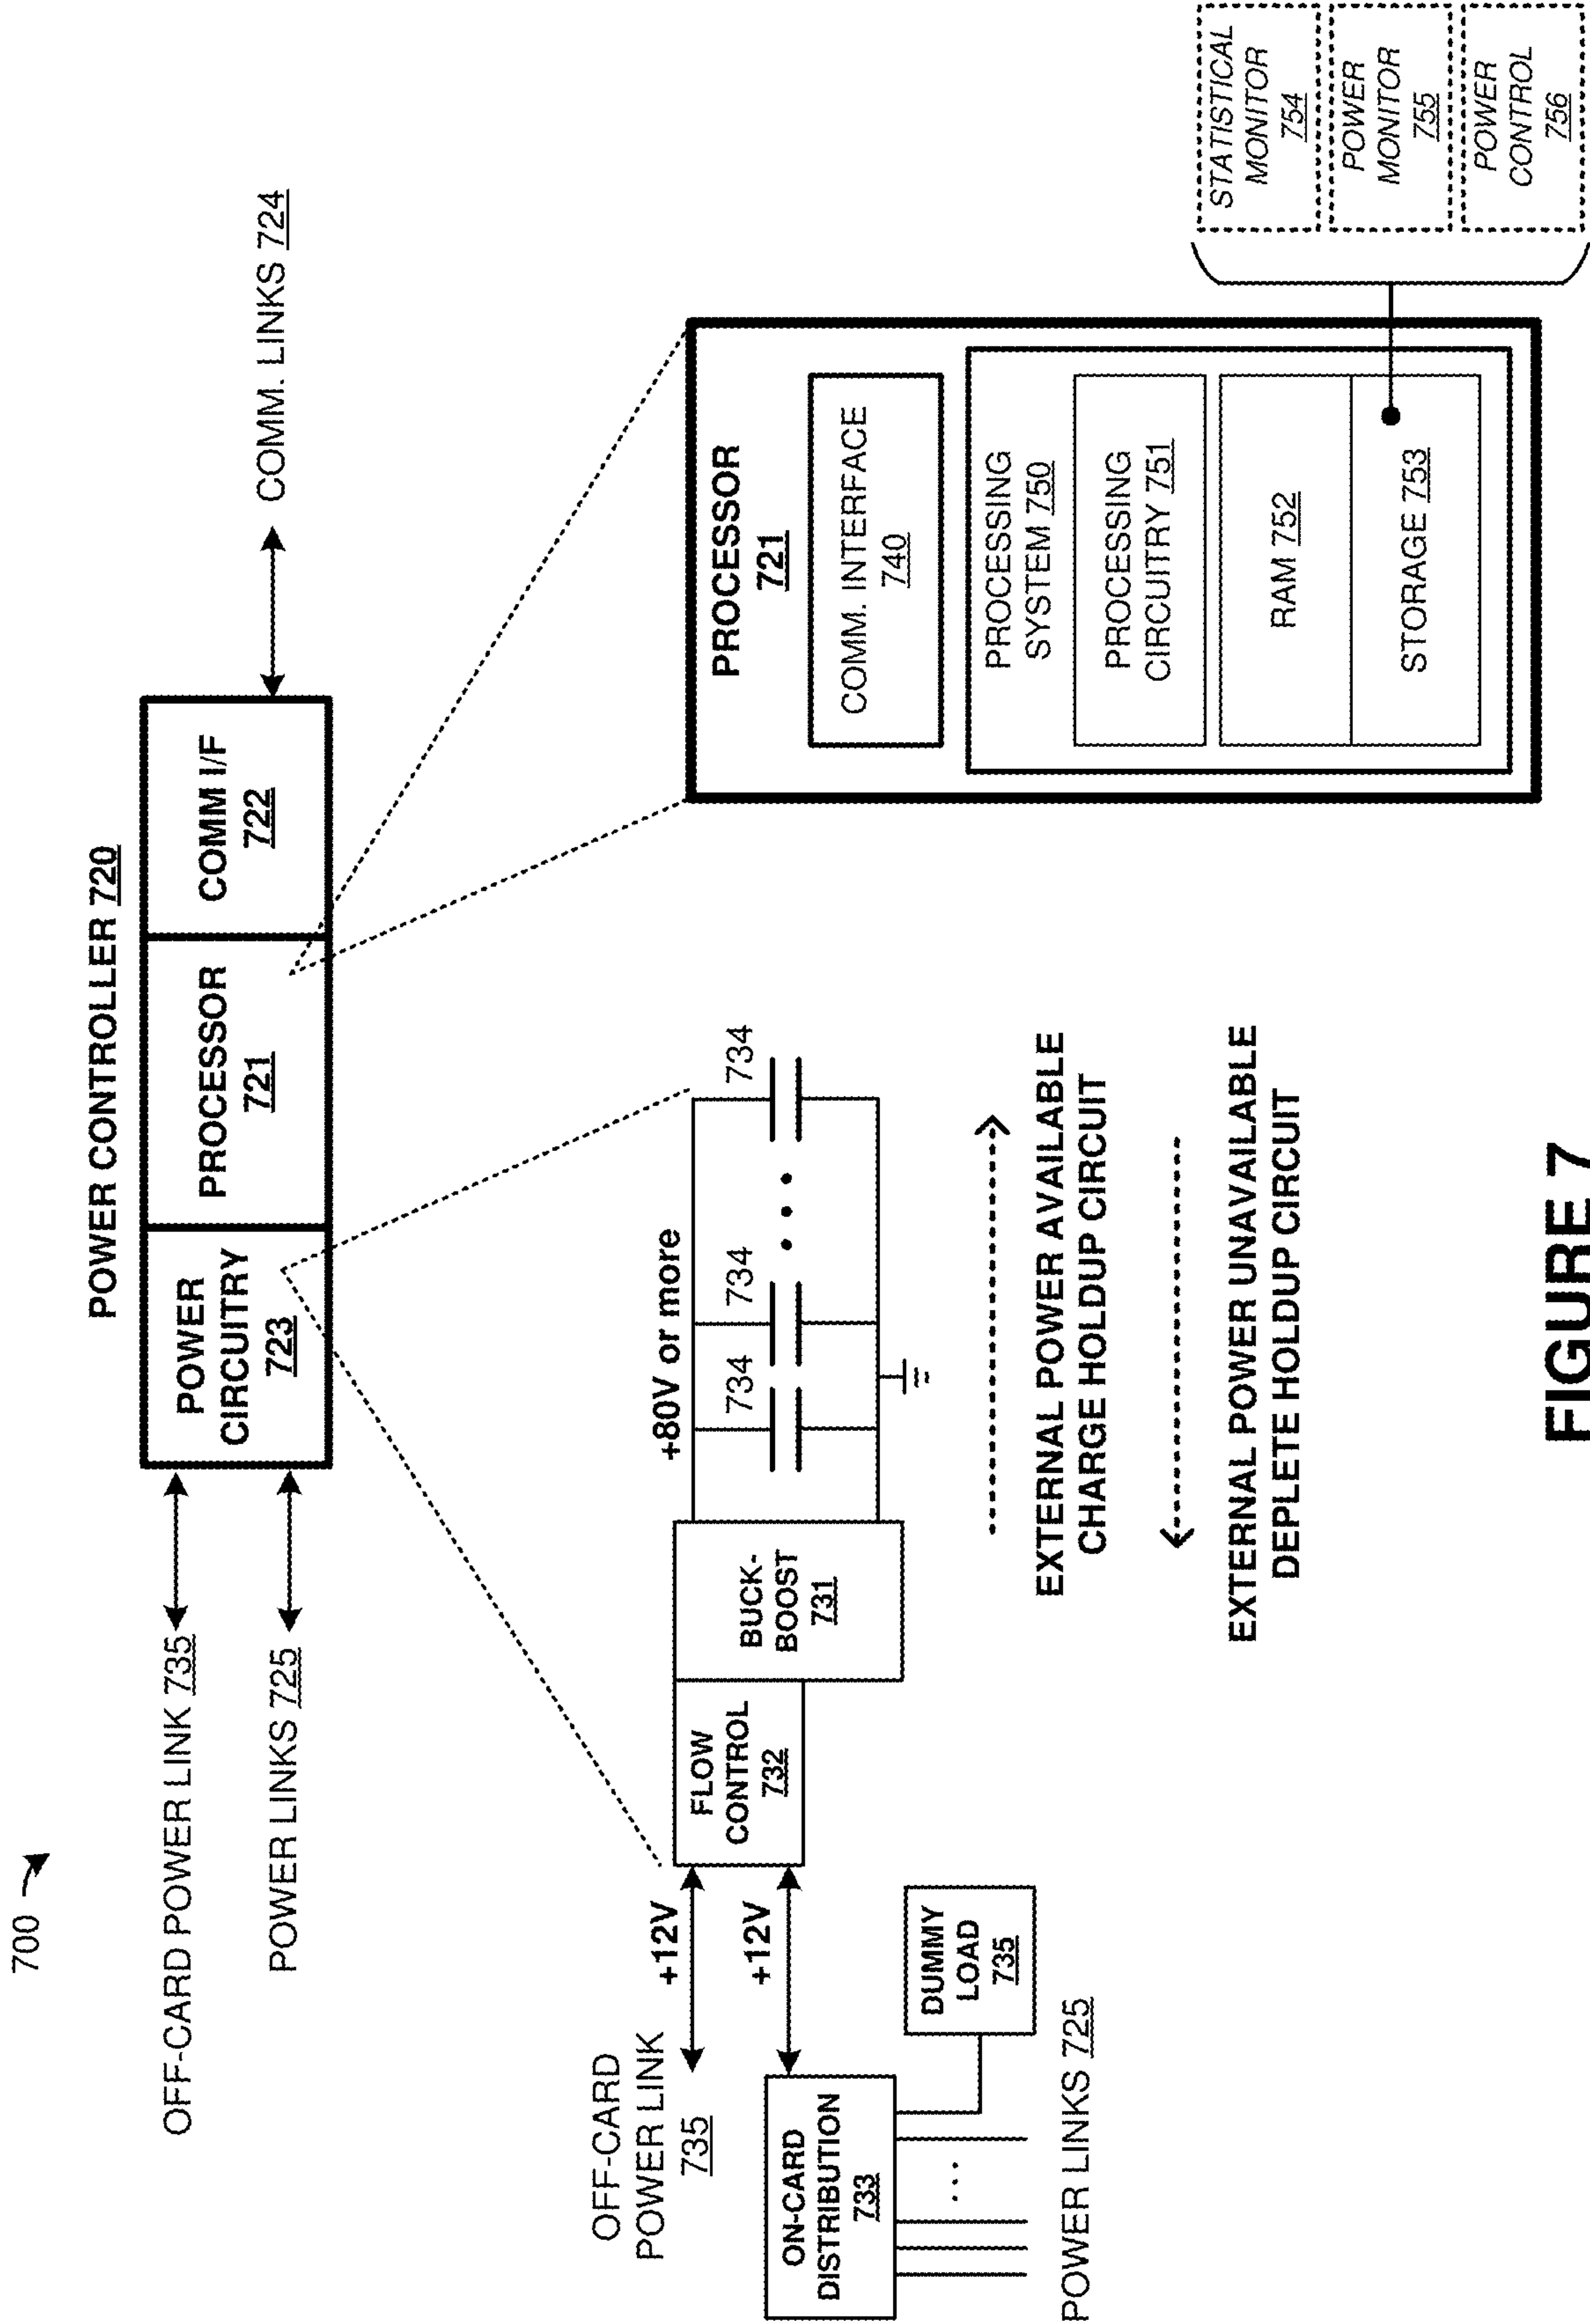 700
POWER CONTROLLER 720
OFF-CARD POWER LINK 735
POWER LINKS 725
POWER
CIRCUITRY
723
PROCESSOR
721
COMM I/F
722
COMM. LINKS 724
OFF-CARD
POWER LINK
735
+12V
+12V
FLOW
CONTROL
732
BUCK-
BOOST
731
+80V or more
734
734
734
ON-CARD
DISTRIBUTION
733
DUMMY
LOAD
735
POWER LINKS 725
EXTERNAL POWER AVAILABLE
CHARGE HOLDUP CIRCUIT
EXTERNAL POWER UNAVAILABLE
DEPLETE HOLDUP CIRCUIT
PROCESSOR
721
COMM. INTERFACE
740
PROCESSING
SYSTEM 750
PROCESSING
CIRCUITRY 751
RAM 752
STORAGE 753
STATISTICAL
MONITOR
754
POWER
MONITOR
755
POWER
CONTROL
756
FIGURE 7